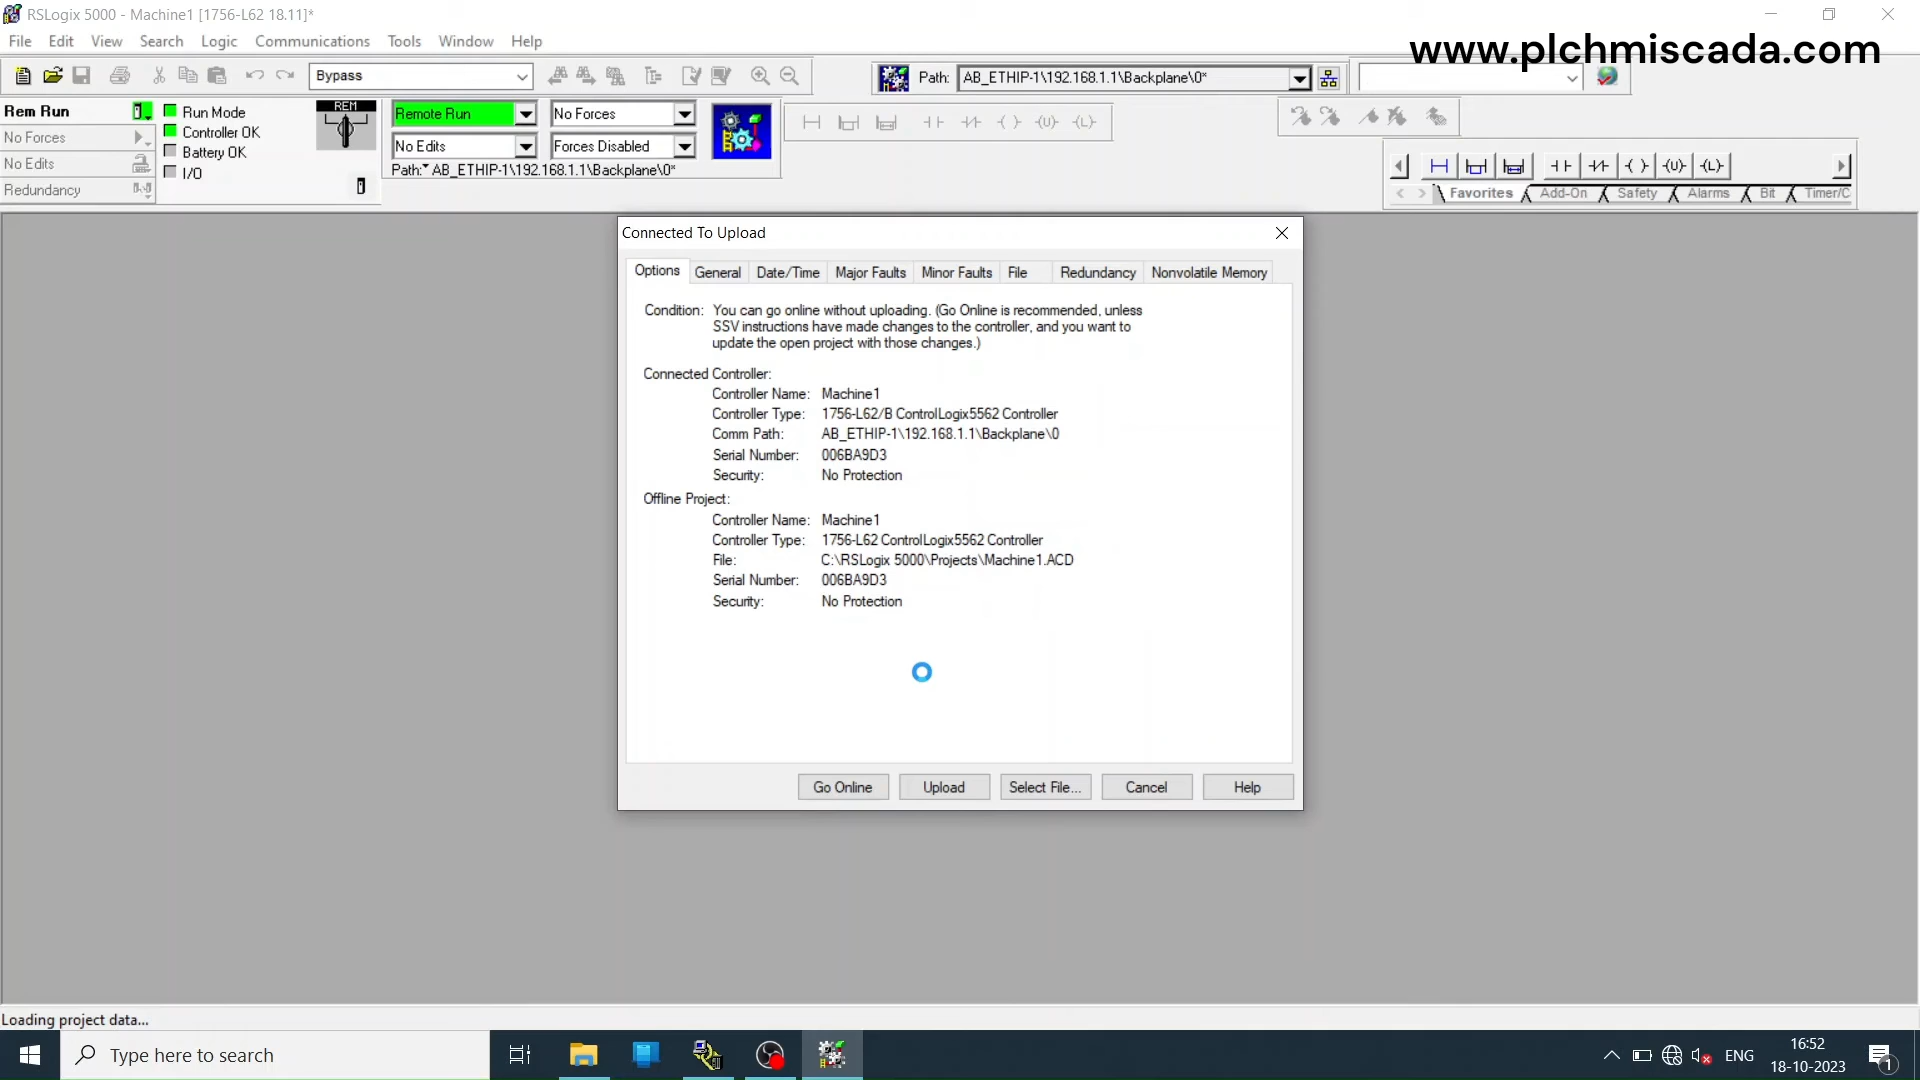 RSLogix 5000 - Machine1 [1756-L62 18.11]*
File Edit View Search Logic Communications Tools Window Help
www.plchmiscada.com
Bypass
Path: AB_ETHIP-1\192.168.1.1\Backplane\0*
Rem Run
No Forces
No Edits
Redundancy
Run Mode
Controller OK
Battery OK
I/O
REM
Remote Run
No Forces
No Edits
Forces Disabled
Path: AB_ETHIP-1\192.168.1.1\Backplane\0*
Favorites Add-On Safety Alarms Bit Timer/C
Connected To Upload
Options General Date/Time Major Faults Minor Faults File Redundancy Nonvolatile Memory
Condition: You can go online without uploading. (Go Online is recommended, unless
SSV instructions have made changes to the controller, and you want to
update the open project with those changes.)
Connected Controller:
Controller Name: Machine1
Controller Type: 1756-L62/B ControlLogix5562 Controller
Comm Path: AB_ETHIP-1\192.168.1.1\Backplane\0
Serial Number: 006BA9D3
Security: No Protection
Offline Project:
Controller Name: Machine1
Controller Type: 1756-L62 ControlLogix5562 Controller
File: C:\RSLogix 5000\Projects\Machine1.ACD
Serial Number: 006BA9D3
Security: No Protection
Go Online Upload Select File... Cancel Help
Loading project data...
Type here to search
ENG
16:52
18-10-2023
1